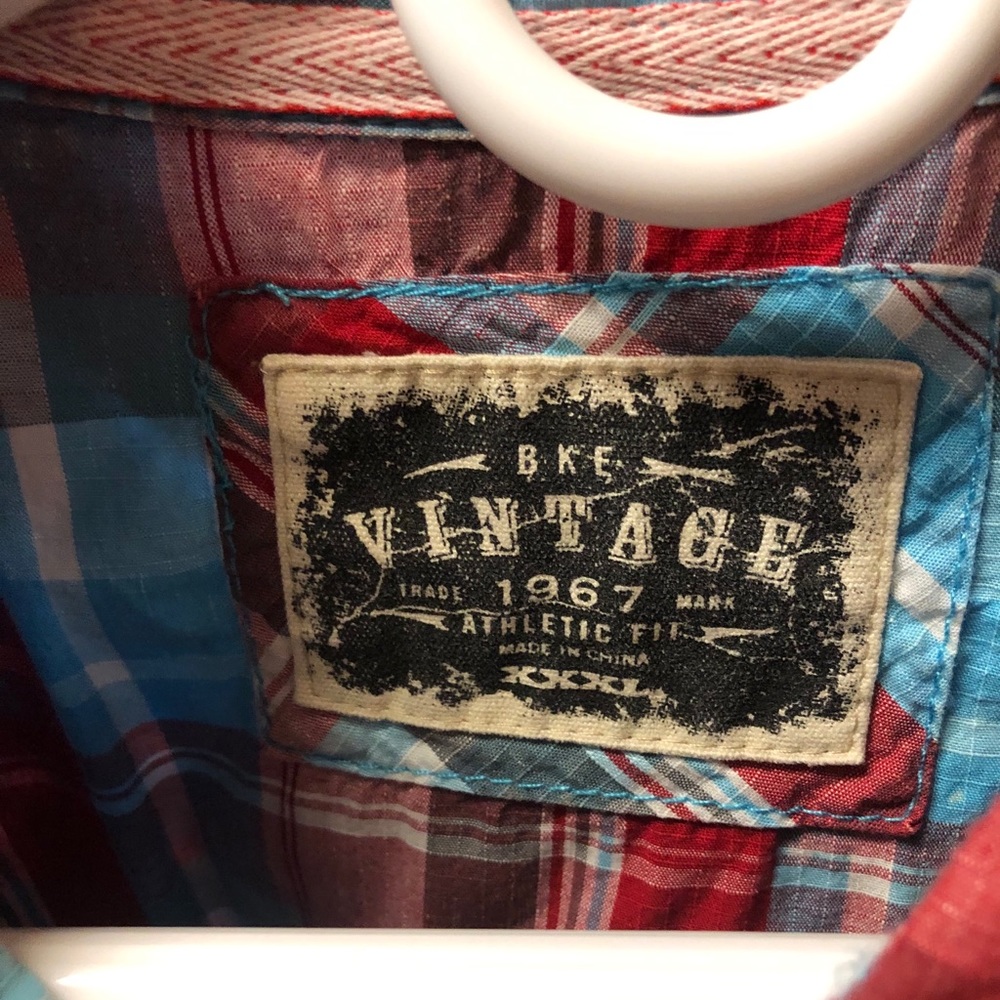 BKE
VINTAGE
TRADE 1967 MARK
ATHLETIC FIT
MADE IN CHINA
XXXL